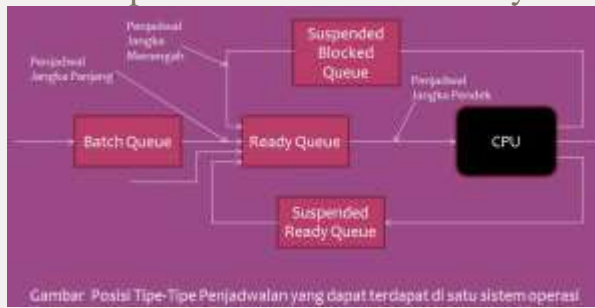 Penjadwal
Jangka
Menengah
Suspended
Blocked
Queue
Penjadwal
Jangka Panjang
Penjadwal
Jangka Pendek
Batch Queue
Ready Queue
CPU
Suspended
Ready Queue
Gambar Posisi Tipe-Tipe Penjadwalan yang dapat terdapat di satu sistem operasi